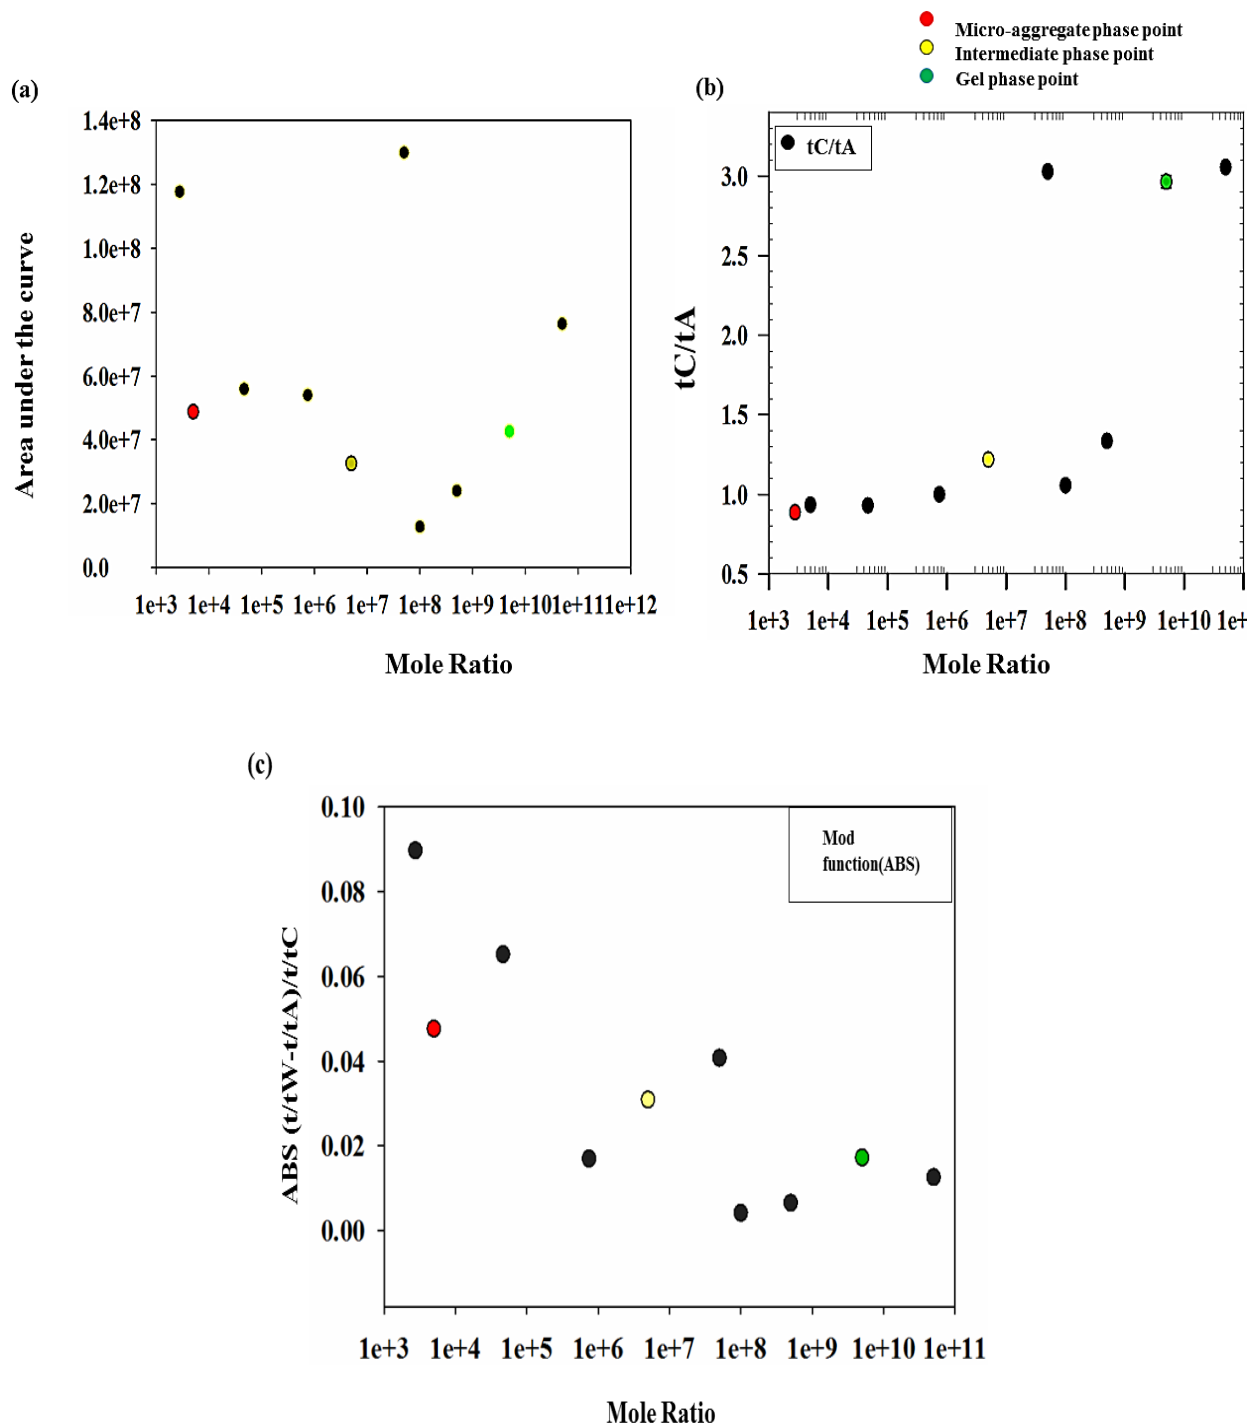 Micro-aggregate phase point
Intermediate phase point
Gel phase point
(a)
1.4e+8
1.2e+8
1.0e+8
8.0e+7
6.0e+7
4.0e+7
2.0e+7
0.0
Area under the curve
1e+3 1e+4 1e+5 1e+6 1e+7 1e+8 1e+9 1e+10 1e+11 1e+12
Mole Ratio
(b)
tC/tA
3.0
2.5
2.0
1.5
1.0
0.5
tC/tA
1e+3 1e+4 1e+5 1e+6 1e+7 1e+8 1e+9 1e+10 1e+
Mole Ratio
(c)
Mod
function(ABS)
0.10
0.08
0.06
0.04
0.02
0.00
ABS (t/tW-t/tA)/t/tC
1e+3 1e+4 1e+5 1e+6 1e+7 1e+8 1e+9 1e+10 1e+11
Mole Ratio